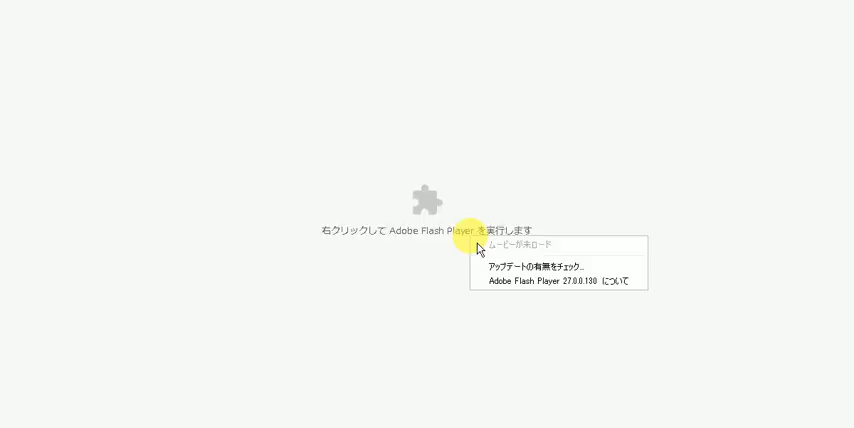 右クリックして Adobe Flash Player を実行します
ムービーが未ロード
アップデートの有無をチェック...
Adobe Flash Player 27.0.0.130 について